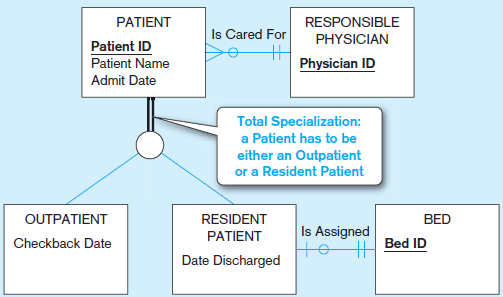 PATIENT
Patient ID
Patient Name
Admit Date
Is Cared For
RESPONSIBLE
PHYSICIAN
Physician ID
Total Specialization:
a Patient has to be
either an Outpatient
or a Resident Patient
OUTPATIENT
Checkback Date
RESIDENT
PATIENT
Date Discharged
Is Assigned
BED
Bed ID